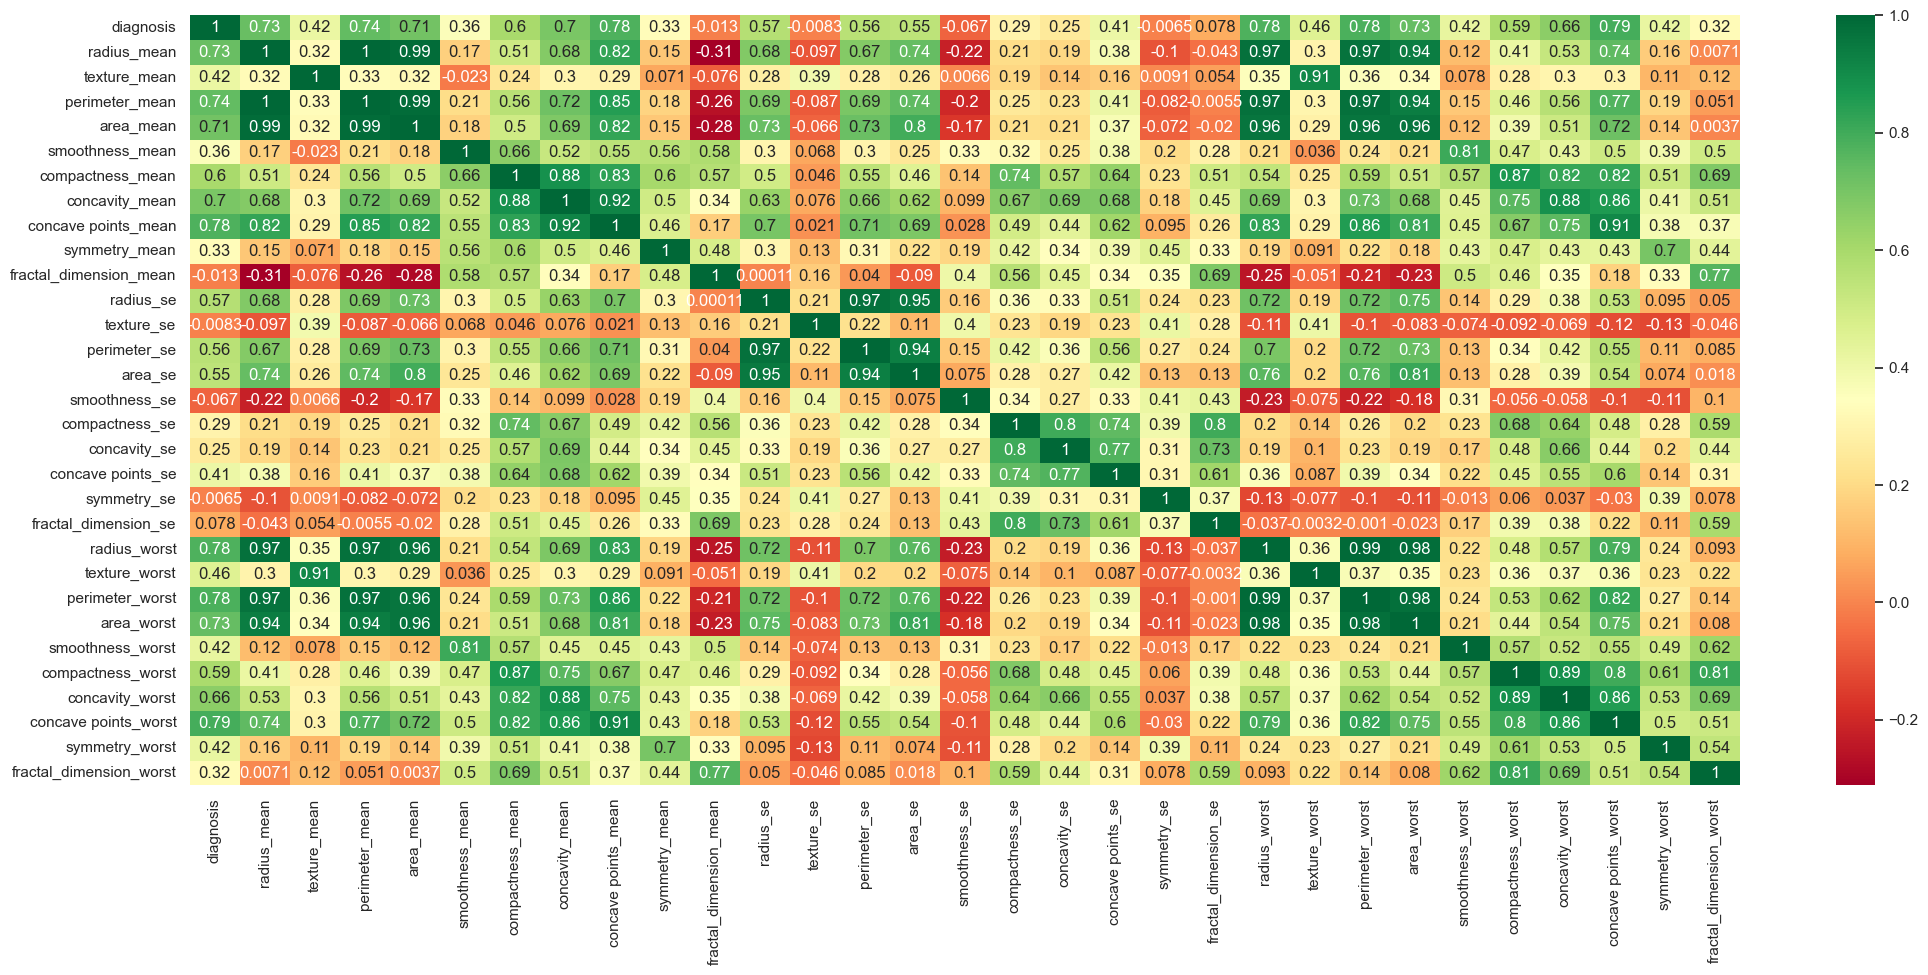 diagnosis 1 0.73 0.42 0.74 0.71 0.36 0.6 0.7 0.78 0.33 -0.013 0.57 -0.0083 0.56 0.55 -0.067 0.29 0.25 0.41 -0.0065 0.078 0.78 0.46 0.78 0.73 0.42 0.59 0.66 0.79 0.42 0.32 1.0
radius_mean 0.73 1 0.32 1 0.99 0.17 0.51 0.68 0.82 0.15 -0.31 0.68 -0.097 0.67 0.74 -0.22 0.21 0.19 0.38 -0.1 -0.043 0.97 0.3 0.97 0.94 0.12 0.41 0.53 0.74 0.16 0.0071
texture_mean 0.42 0.32 1 0.33 0.32 -0.023 0.24 0.3 0.29 0.071 -0.076 0.28 0.39 0.28 0.26 0.0066 0.19 0.14 0.16 0.0091 0.054 0.35 0.91 0.36 0.34 0.078 0.28 0.3 0.3 0.11 0.12
perimeter_mean 0.74 1 0.33 1 0.99 0.21 0.56 0.72 0.85 0.18 -0.26 0.69 -0.087 0.69 0.74 -0.2 0.25 0.23 0.41 -0.082 -0.0055 0.97 0.3 0.97 0.94 0.15 0.46 0.56 0.77 0.19 0.051
area_mean 0.71 0.99 0.32 0.99 1 0.18 0.5 0.69 0.82 0.15 -0.28 0.73 -0.066 0.73 0.8 -0.17 0.21 0.21 0.37 -0.072 -0.02 0.96 0.29 0.96 0.96 0.12 0.39 0.51 0.72 0.14 0.0037 0.8
smoothness_mean 0.36 0.17 -0.023 0.21 0.18 1 0.66 0.52 0.55 0.56 0.58 0.3 0.068 0.3 0.25 0.33 0.32 0.25 0.38 0.2 0.28 0.21 0.036 0.24 0.21 0.81 0.47 0.43 0.5 0.39 0.5
compactness_mean 0.6 0.51 0.24 0.56 0.5 0.66 1 0.88 0.83 0.6 0.57 0.5 0.046 0.55 0.46 0.14 0.74 0.57 0.64 0.23 0.51 0.54 0.25 0.59 0.51 0.57 0.87 0.82 0.82 0.51 0.69
concavity_mean 0.7 0.68 0.3 0.72 0.69 0.52 0.88 1 0.92 0.5 0.34 0.63 0.076 0.66 0.62 0.099 0.67 0.69 0.68 0.18 0.45 0.69 0.3 0.73 0.68 0.45 0.75 0.88 0.86 0.41 0.51
concave points_mean 0.78 0.82 0.29 0.85 0.82 0.55 0.83 0.92 1 0.46 0.17 0.7 0.021 0.71 0.69 0.028 0.49 0.44 0.62 0.095 0.26 0.83 0.29 0.86 0.81 0.45 0.67 0.75 0.91 0.38 0.37
symmetry_mean 0.33 0.15 0.071 0.18 0.15 0.56 0.6 0.5 0.46 1 0.48 0.3 0.13 0.31 0.22 0.19 0.42 0.34 0.39 0.45 0.33 0.19 0.091 0.22 0.18 0.43 0.47 0.43 0.43 0.7 0.44 0.6
fractal_dimension_mean -0.013 -0.31 -0.076 -0.26 -0.28 0.58 0.57 0.34 0.17 0.48 1 0.00011 0.16 0.04 -0.09 0.4 0.56 0.45 0.34 0.35 0.69 -0.25 -0.051 -0.21 -0.23 0.5 0.46 0.35 0.18 0.33 0.77
radius_se 0.57 0.68 0.28 0.69 0.73 0.3 0.5 0.63 0.7 0.3 0.00011 1 0.21 0.97 0.95 0.16 0.36 0.33 0.51 0.24 0.23 0.72 0.19 0.72 0.75 0.14 0.29 0.38 0.53 0.095 0.05
texture_se -0.0083 -0.097 0.39 -0.087 -0.066 0.068 0.046 0.076 0.021 0.13 0.16 0.21 1 0.22 0.11 0.4 0.23 0.19 0.23 0.41 0.28 -0.11 0.41 -0.1 -0.083 -0.074 -0.092 -0.069 -0.12 -0.13 -0.046
perimeter_se 0.56 0.67 0.28 0.69 0.73 0.3 0.55 0.66 0.71 0.31 0.04 0.97 0.22 1 0.94 0.15 0.42 0.36 0.56 0.27 0.24 0.7 0.2 0.72 0.73 0.13 0.34 0.42 0.55 0.11 0.085
area_se 0.55 0.74 0.26 0.74 0.8 0.25 0.46 0.62 0.69 0.22 -0.09 0.95 0.11 0.94 1 0.075 0.28 0.27 0.42 0.13 0.13 0.76 0.2 0.76 0.81 0.13 0.28 0.39 0.54 0.074 0.018 0.4
smoothness_se -0.067 -0.22 0.0066 -0.2 -0.17 0.33 0.14 0.099 0.028 0.19 0.4 0.16 0.4 0.15 0.075 1 0.34 0.27 0.33 0.41 0.43 -0.23 -0.075 -0.22 -0.18 0.31 -0.056 -0.058 -0.1 -0.11 0.1
compactness_se 0.29 0.21 0.19 0.25 0.21 0.32 0.74 0.67 0.49 0.42 0.56 0.36 0.23 0.42 0.28 0.34 1 0.8 0.74 0.39 0.8 0.2 0.14 0.26 0.2 0.23 0.68 0.64 0.48 0.28 0.59
concavity_se 0.25 0.19 0.14 0.23 0.21 0.25 0.57 0.69 0.44 0.34 0.45 0.33 0.19 0.36 0.27 0.27 0.8 1 0.77 0.31 0.73 0.19 0.1 0.23 0.19 0.17 0.48 0.66 0.44 0.2 0.44
concave points_se 0.41 0.38 0.16 0.41 0.37 0.38 0.64 0.68 0.62 0.39 0.34 0.51 0.23 0.56 0.42 0.33 0.74 0.77 1 0.31 0.61 0.36 0.087 0.39 0.34 0.22 0.45 0.55 0.6 0.14 0.31 0.2
symmetry_se -0.0065 -0.1 0.0091 -0.082 -0.072 0.2 0.23 0.18 0.095 0.45 0.35 0.24 0.41 0.27 0.13 0.41 0.39 0.31 0.31 1 0.37 -0.13 -0.077 -0.1 -0.11 -0.013 0.06 0.037 -0.03 0.39 0.078
fractal_dimension_se 0.078 -0.043 0.054 -0.0055 -0.02 0.28 0.51 0.45 0.26 0.33 0.69 0.23 0.28 0.24 0.13 0.43 0.8 0.73 0.61 0.37 1 -0.037 -0.0032 -0.001 -0.023 0.17 0.39 0.38 0.22 0.11 0.59
radius_worst 0.78 0.97 0.35 0.97 0.96 0.21 0.54 0.69 0.83 0.19 -0.25 0.72 -0.11 0.7 0.76 -0.23 0.2 0.19 0.36 -0.13 -0.037 1 0.36 0.99 0.98 0.22 0.48 0.57 0.79 0.24 0.093
texture_worst 0.46 0.3 0.91 0.3 0.29 0.036 0.25 0.3 0.29 0.091 -0.051 0.19 0.41 0.2 0.2 -0.075 0.14 0.1 0.087 -0.077 -0.0032 0.36 1 0.37 0.35 0.23 0.36 0.37 0.36 0.23 0.22
perimeter_worst 0.78 0.97 0.36 0.97 0.96 0.24 0.59 0.73 0.86 0.22 -0.21 0.72 -0.1 0.72 0.76 -0.22 0.26 0.23 0.39 -0.1 -0.001 0.99 0.37 1 0.98 0.24 0.53 0.62 0.82 0.27 0.14 0.0
area_worst 0.73 0.94 0.34 0.94 0.96 0.21 0.51 0.68 0.81 0.18 -0.23 0.75 -0.083 0.73 0.81 -0.18 0.2 0.19 0.34 -0.11 -0.023 0.98 0.35 0.98 1 0.21 0.44 0.54 0.75 0.21 0.08
smoothness_worst 0.42 0.12 0.078 0.15 0.12 0.81 0.57 0.45 0.45 0.43 0.5 0.14 -0.074 0.13 0.13 0.31 0.23 0.17 0.22 -0.013 0.17 0.22 0.23 0.24 0.21 1 0.57 0.52 0.55 0.49 0.62
compactness_worst 0.59 0.41 0.28 0.46 0.39 0.47 0.87 0.75 0.67 0.47 0.46 0.29 -0.092 0.34 0.28 -0.056 0.68 0.48 0.45 0.06 0.39 0.48 0.36 0.53 0.44 0.57 1 0.89 0.8 0.61 0.81
concavity_worst 0.66 0.53 0.3 0.56 0.51 0.43 0.82 0.88 0.75 0.43 0.35 0.38 -0.069 0.42 0.39 -0.058 0.64 0.66 0.55 0.037 0.38 0.57 0.37 0.62 0.54 0.52 0.89 1 0.86 0.53 0.69
concave points_worst 0.79 0.74 0.3 0.77 0.72 0.5 0.82 0.86 0.91 0.43 0.18 0.53 -0.12 0.55 0.54 -0.1 0.48 0.44 0.6 -0.03 0.22 0.79 0.36 0.82 0.75 0.55 0.8 0.86 1 0.5 0.51 −0.2
symmetry_worst 0.42 0.16 0.11 0.19 0.14 0.39 0.51 0.41 0.38 0.7 0.33 0.095 -0.13 0.11 0.074 -0.11 0.28 0.2 0.14 0.39 0.11 0.24 0.23 0.27 0.21 0.49 0.61 0.53 0.5 1 0.54
fractal_dimension_worst 0.32 0.0071 0.12 0.051 0.0037 0.5 0.69 0.51 0.37 0.44 0.77 0.05 -0.046 0.085 0.018 0.1 0.59 0.44 0.31 0.078 0.59 0.093 0.22 0.14 0.08 0.62 0.81 0.69 0.51 0.54 1
diagnosis
radius_mean
texture_mean
perimeter_mean
area_mean
smoothness_mean
compactness_mean
concavity_mean
concave points_mean
symmetry_mean
fractal_dimension_mean
radius_se
texture_se
perimeter_se
area_se
smoothness_se
compactness_se
concavity_se
concave points_se
symmetry_se
fractal_dimension_se
radius_worst
texture_worst
perimeter_worst
area_worst
smoothness_worst
compactness_worst
concavity_worst
concave points_worst
symmetry_worst
fractal_dimension_worst